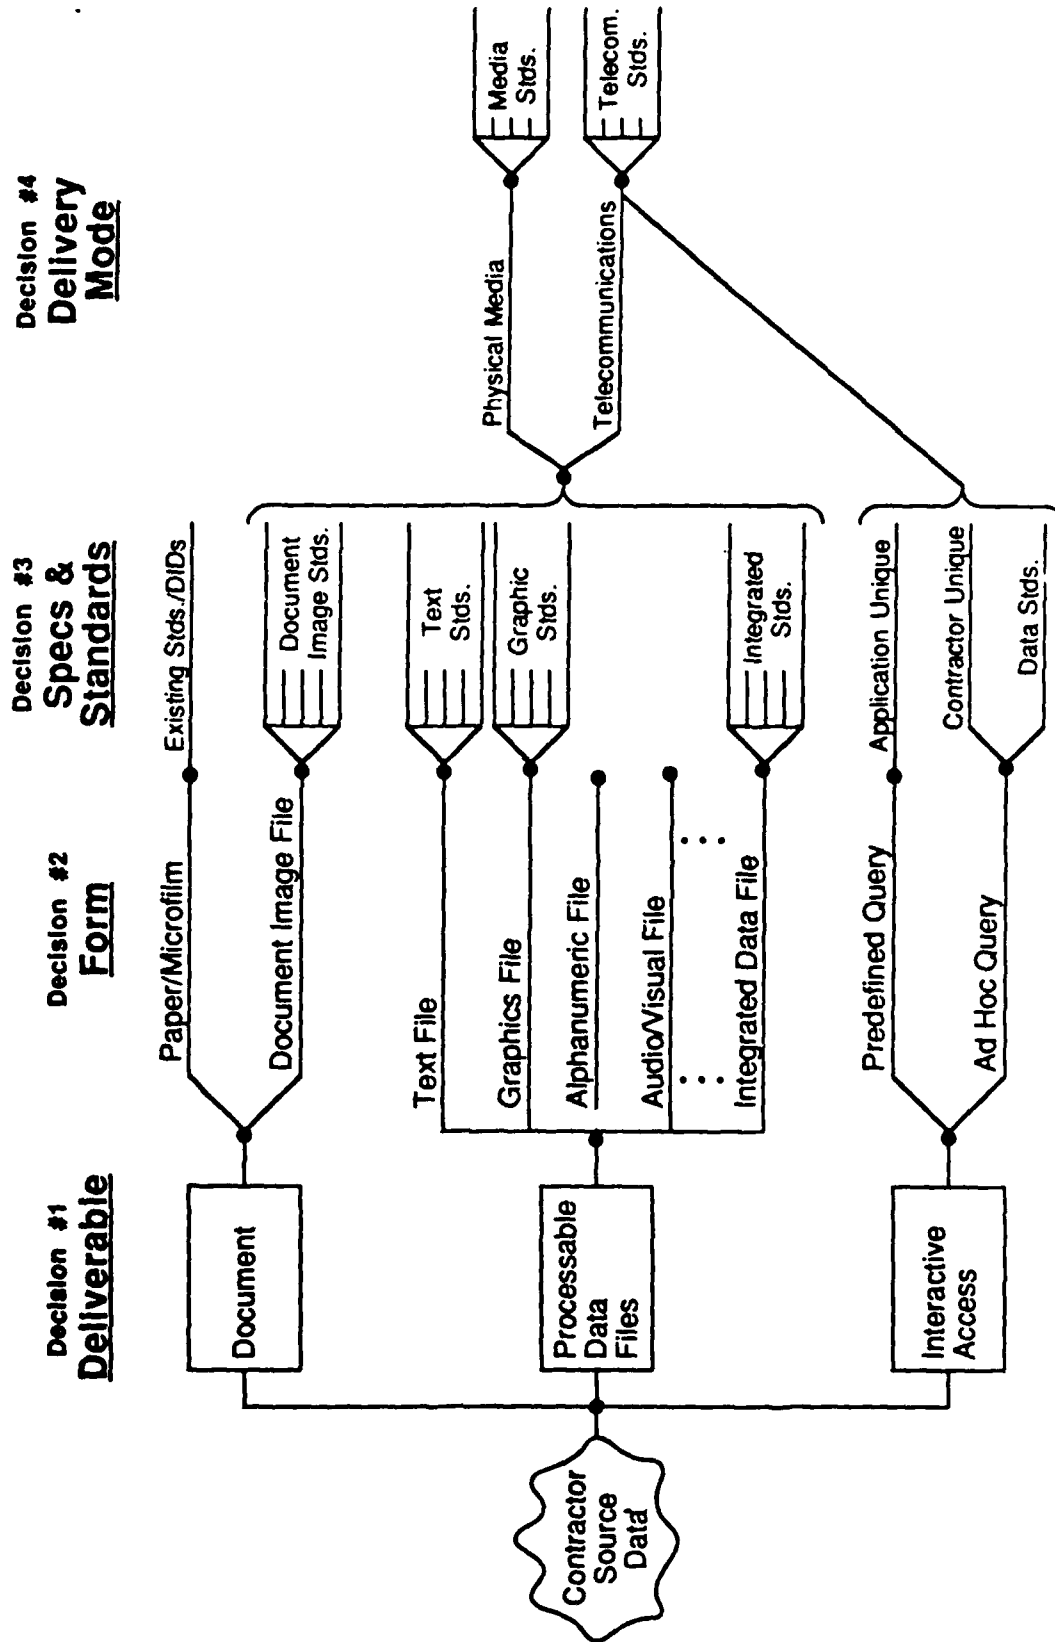 Decision #1
Deliverable
Decision #2
Form
Decision #3
Specs &
Standards
Decision #4
Delivery
Mode
Contractor
Source
Data
Document
Paper/Microfilm
Existing Stds./DIDs
Document Image File
Document
Image Stds.
Processable
Data
Files
Text File
Text
Stds.
Graphics File
Graphic
Stds.
Alphanumeric File
Audio/Visual File
Integrated Data File
Integrated
Stds.
Physical Media
Media
Stds.
Telecommunications
Telecom.
Stds.
Interactive
Access
Predefined Query
Application Unique
Ad Hoc Query
Contractor Unique
Data Stds.